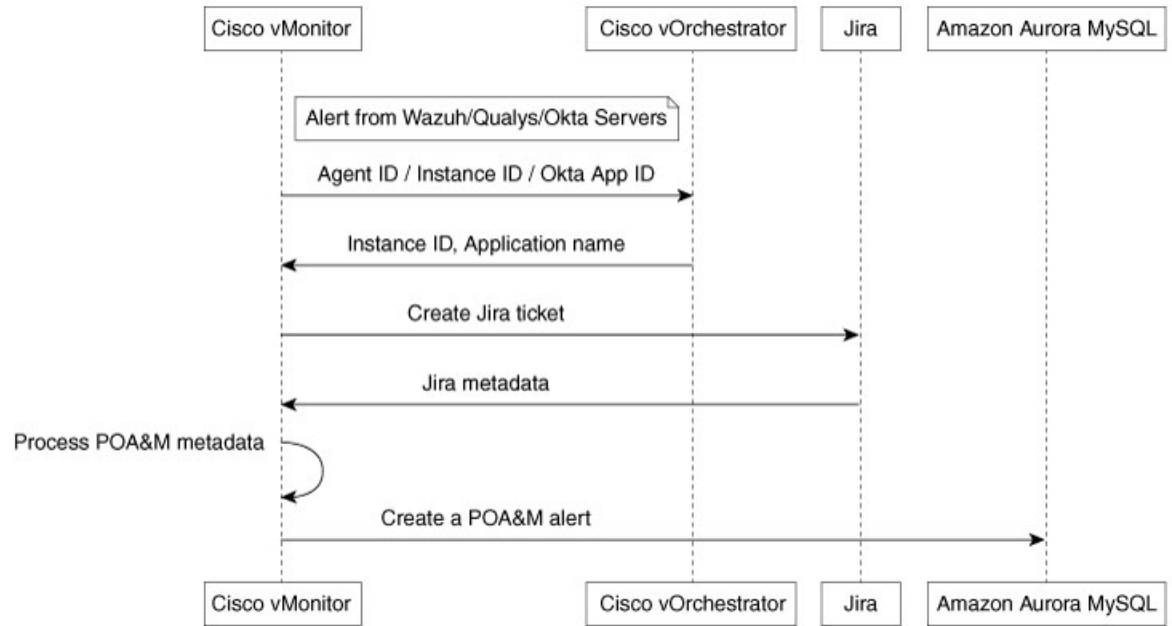 Cisco vMonitor
Cisco vOrchestrator
Jira
Amazon Aurora MySQL
Alert from Wazuh/Qualys/Okta Servers
Agent ID / Instance ID / Okta App ID
Instance ID, Application name
Create Jira ticket
Jira metadata
Process POA&M metadata
Create a POA&M alert
Cisco vMonitor
Cisco vOrchestrator
Jira
Amazon Aurora MySQL